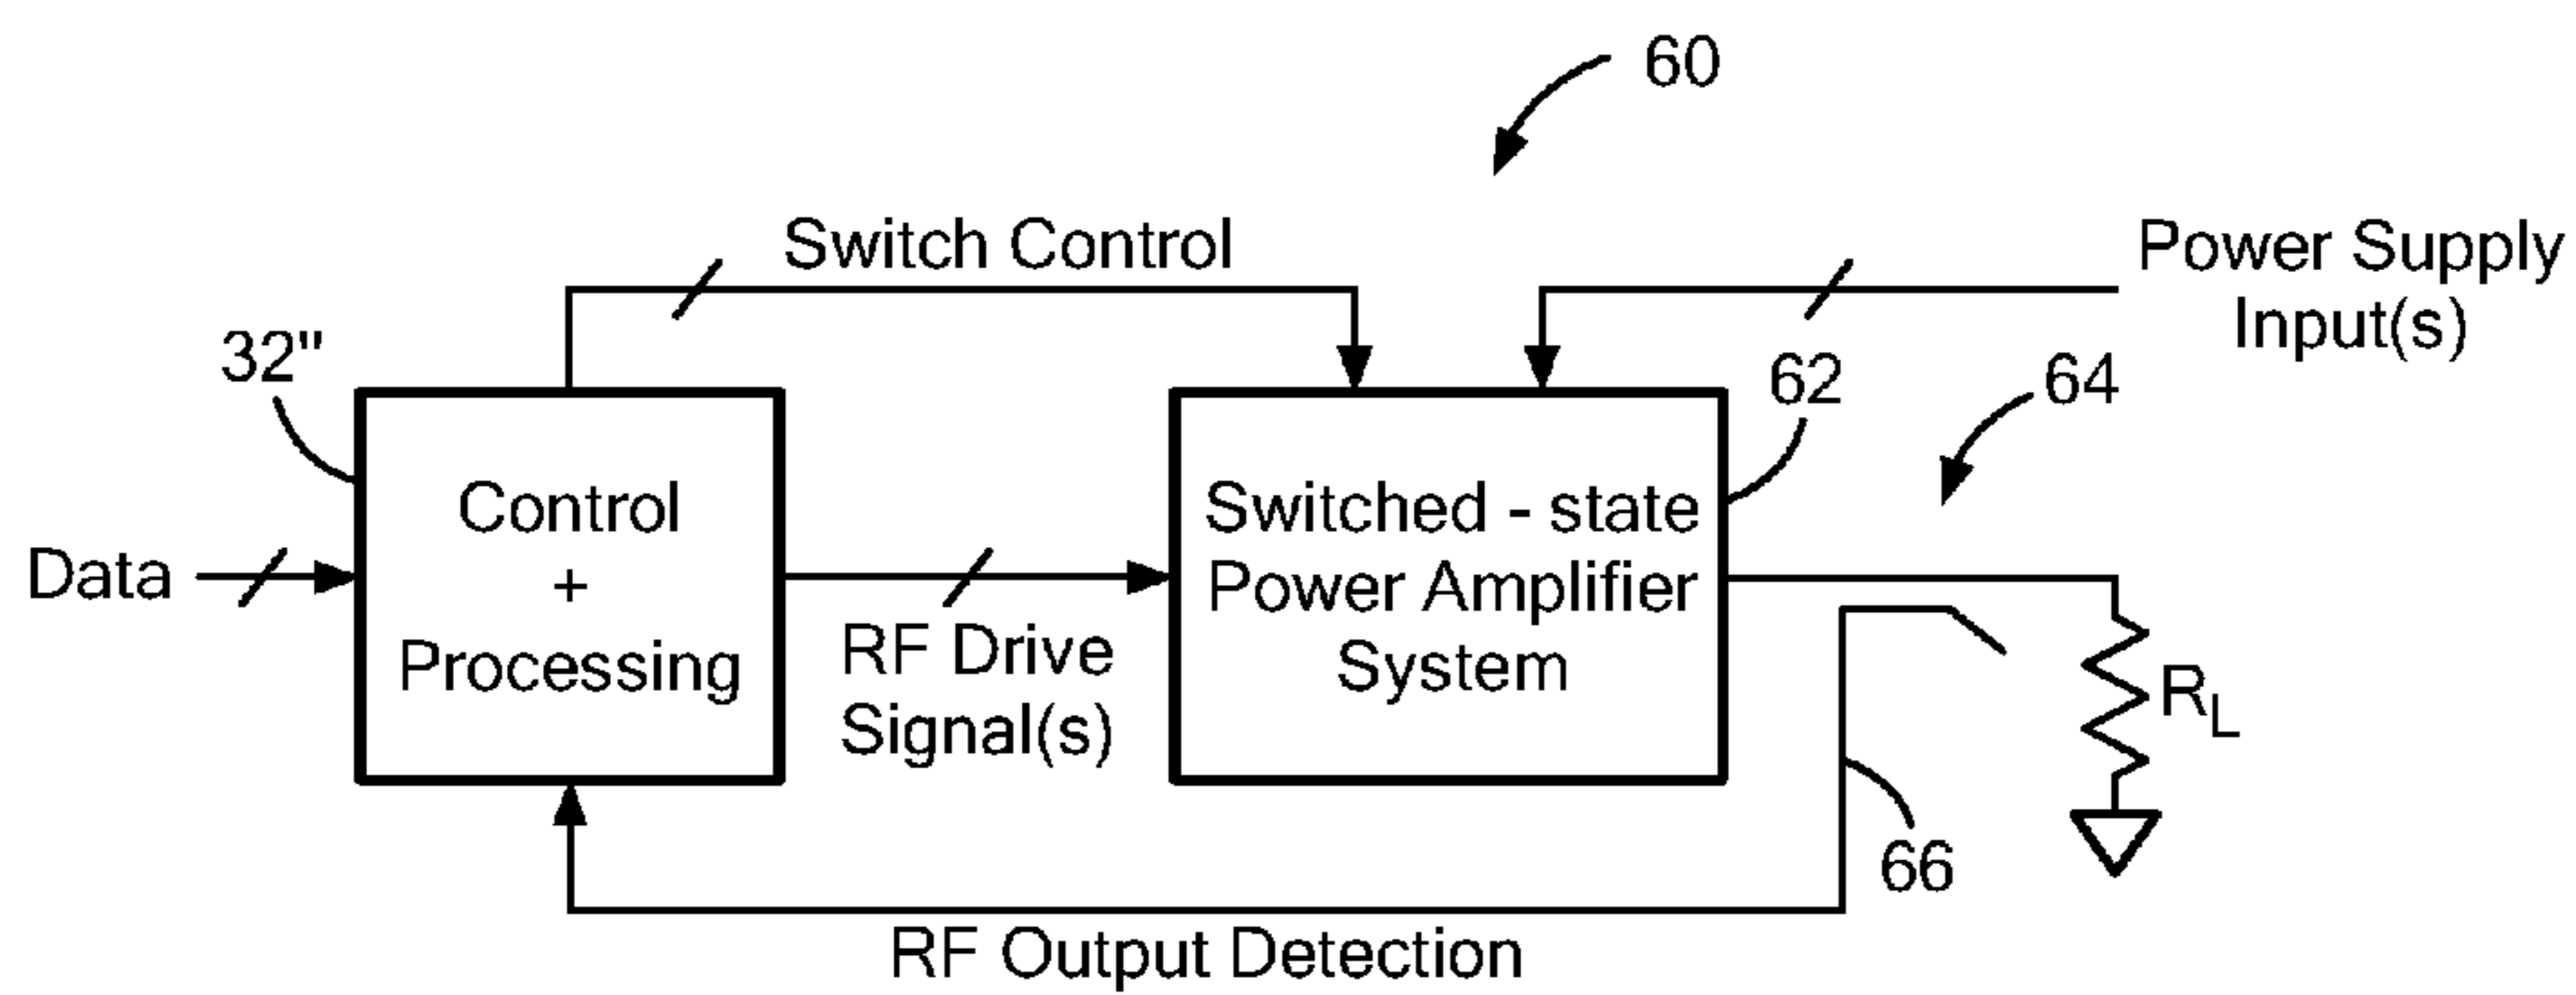 60
Switch Control
Power Supply
Input(s)
32"
62
64
Control
+
Processing
Switched - state
Power Amplifier
System
Data
RF Drive
Signal(s)
RL
66
RF Output Detection